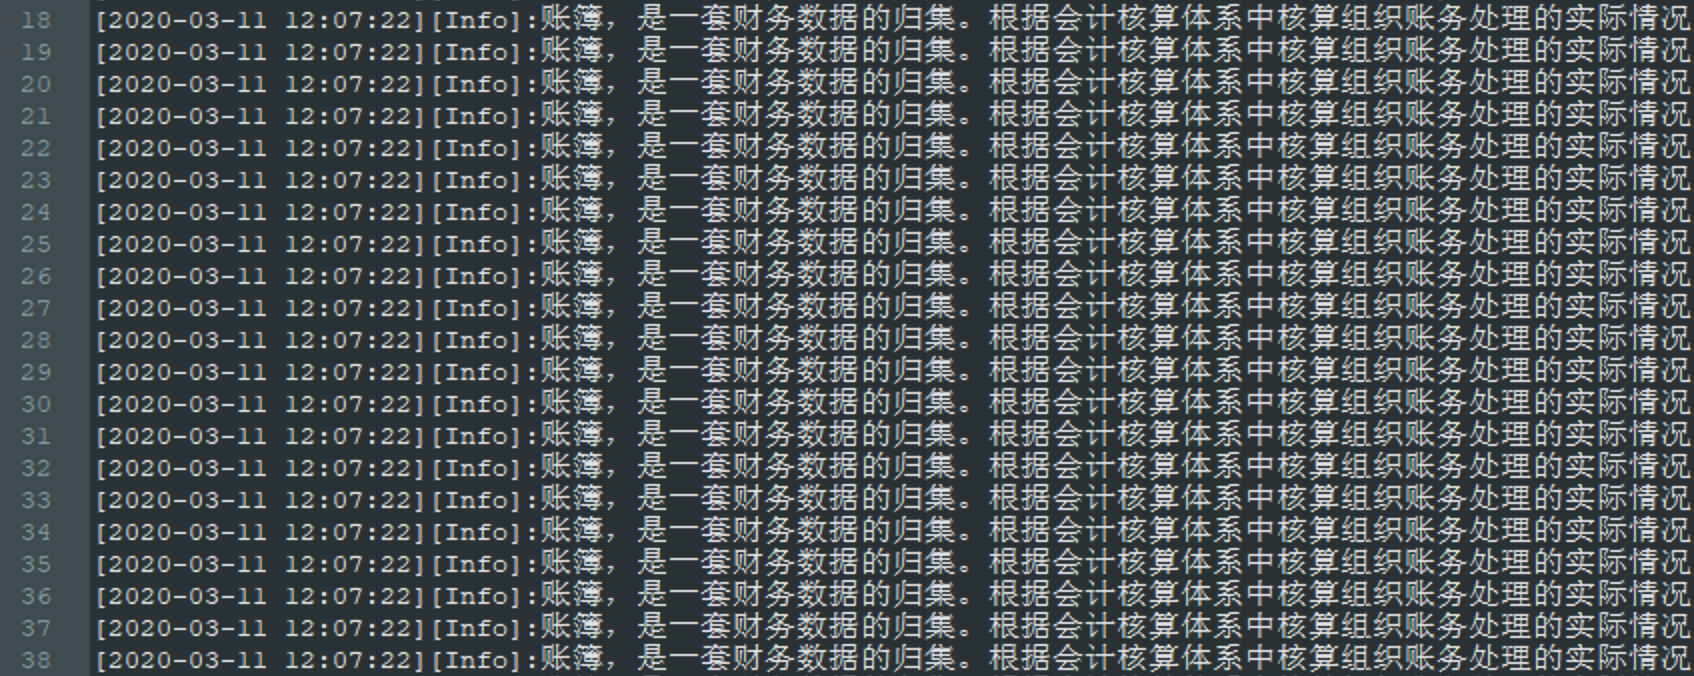 18 [2020-03-11 12:07:22][Info]:账簿，是一套财务数据的归集。根据会计核算体系中核算组织账务处理的实际情况
19 [2020-03-11 12:07:22][Info]:账簿，是一套财务数据的归集。根据会计核算体系中核算组织账务处理的实际情况
20 [2020-03-11 12:07:22][Info]:账簿，是一套财务数据的归集。根据会计核算体系中核算组织账务处理的实际情况
21 [2020-03-11 12:07:22][Info]:账簿，是一套财务数据的归集。根据会计核算体系中核算组织账务处理的实际情况
22 [2020-03-11 12:07:22][Info]:账簿，是一套财务数据的归集。根据会计核算体系中核算组织账务处理的实际情况
23 [2020-03-11 12:07:22][Info]:账簿，是一套财务数据的归集。根据会计核算体系中核算组织账务处理的实际情况
24 [2020-03-11 12:07:22][Info]:账簿，是一套财务数据的归集。根据会计核算体系中核算组织账务处理的实际情况
25 [2020-03-11 12:07:22][Info]:账簿，是一套财务数据的归集。根据会计核算体系中核算组织账务处理的实际情况
26 [2020-03-11 12:07:22][Info]:账簿，是一套财务数据的归集。根据会计核算体系中核算组织账务处理的实际情况
27 [2020-03-11 12:07:22][Info]:账簿，是一套财务数据的归集。根据会计核算体系中核算组织账务处理的实际情况
28 [2020-03-11 12:07:22][Info]:账簿，是一套财务数据的归集。根据会计核算体系中核算组织账务处理的实际情况
29 [2020-03-11 12:07:22][Info]:账簿，是一套财务数据的归集。根据会计核算体系中核算组织账务处理的实际情况
30 [2020-03-11 12:07:22][Info]:账簿，是一套财务数据的归集。根据会计核算体系中核算组织账务处理的实际情况
31 [2020-03-11 12:07:22][Info]:账簿，是一套财务数据的归集。根据会计核算体系中核算组织账务处理的实际情况
32 [2020-03-11 12:07:22][Info]:账簿，是一套财务数据的归集。根据会计核算体系中核算组织账务处理的实际情况
33 [2020-03-11 12:07:22][Info]:账簿，是一套财务数据的归集。根据会计核算体系中核算组织账务处理的实际情况
34 [2020-03-11 12:07:22][Info]:账簿，是一套财务数据的归集。根据会计核算体系中核算组织账务处理的实际情况
35 [2020-03-11 12:07:22][Info]:账簿，是一套财务数据的归集。根据会计核算体系中核算组织账务处理的实际情况
36 [2020-03-11 12:07:22][Info]:账簿，是一套财务数据的归集。根据会计核算体系中核算组织账务处理的实际情况
37 [2020-03-11 12:07:22][Info]:账簿，是一套财务数据的归集。根据会计核算体系中核算组织账务处理的实际情况
38 [2020-03-11 12:07:22][Info]:账簿，是一套财务数据的归集。根据会计核算体系中核算组织账务处理的实际情况